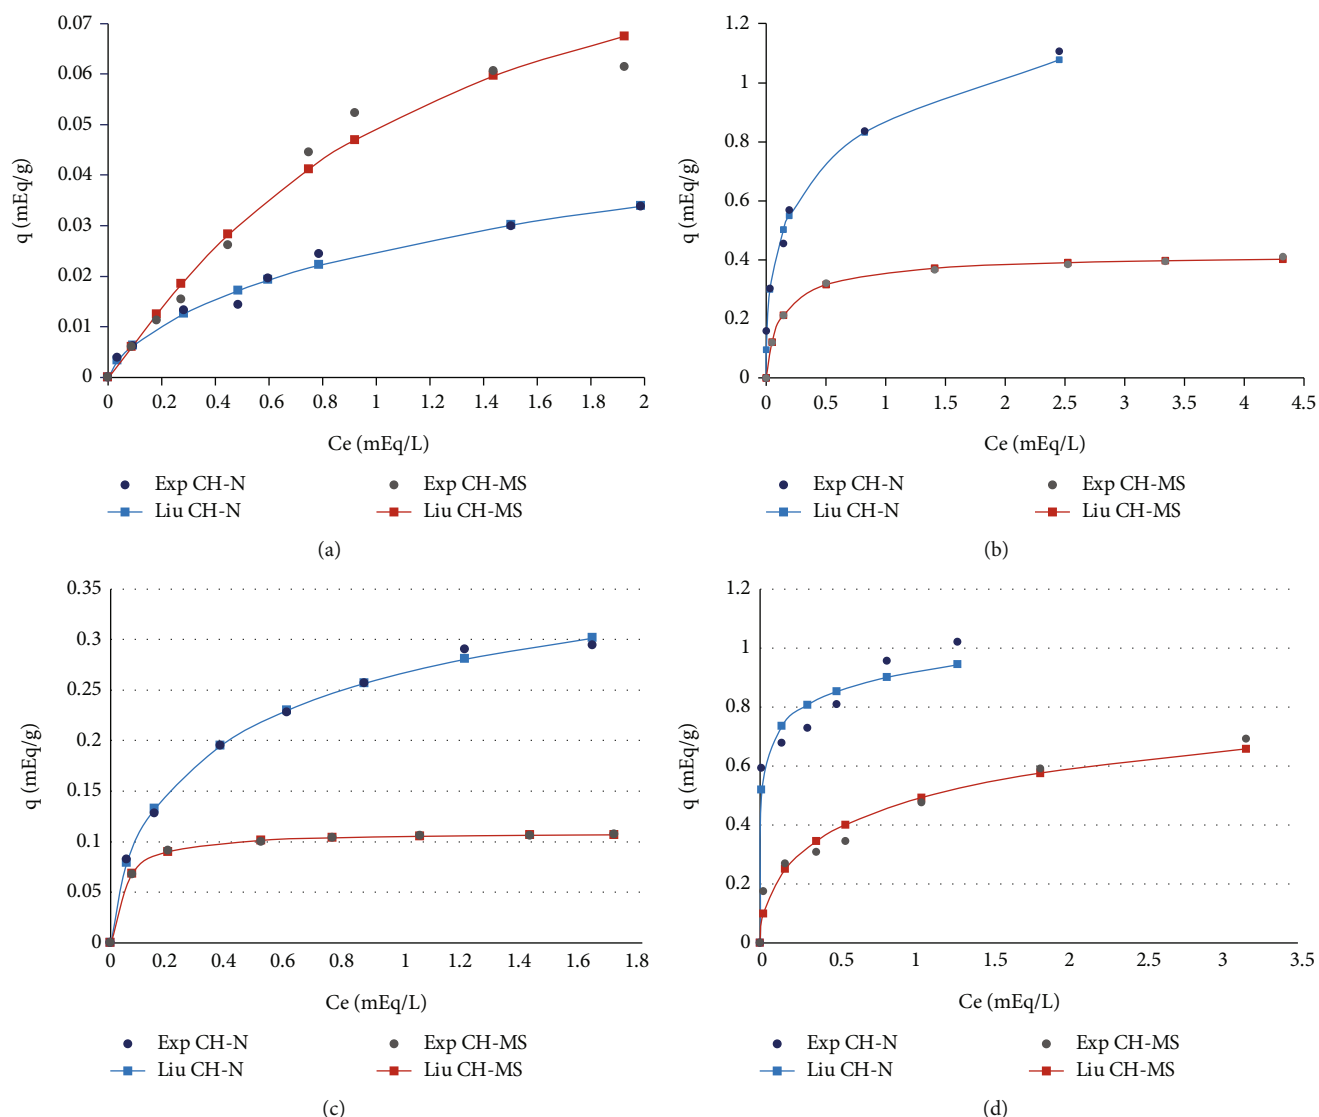 0.07
0.06
0.05
0.04
0.03
0.02
0.01
0
q (mEq/g)
0 0.2 0.4 0.6 0.8 1 1.2 1.4 1.6 1.8 2
Ce (mEq/L)
Exp CH-N Exp CH-MS
Liu CH-N Liu CH-MS
(a)
1.2
1
0.8
0.6
0.4
0.2
0
q (mEq/g)
0 0.5 1 1.5 2 2.5 3 3.5 4 4.5
Ce (mEq/L)
Exp CH-N Exp CH-MS
Liu CH-N Liu CH-MS
(b)
0.35
0.3
0.25
0.2
0.15
0.1
0.05
0
q (mEq/g)
0 0.2 0.4 0.6 0.8 1 1.2 1.4 1.6 1.8
Ce (mEq/L)
Exp CH-N Exp CH-MS
Liu CH-N Liu CH-MS
(c)
1.2
1
0.8
0.6
0.4
0.2
0
q (mEq/g)
0 0.5 1 1.5 2 2.5 3 3.5
Ce (mEq/L)
Exp CH-N Exp CH-MS
Liu CH-N Liu CH-MS
(d)